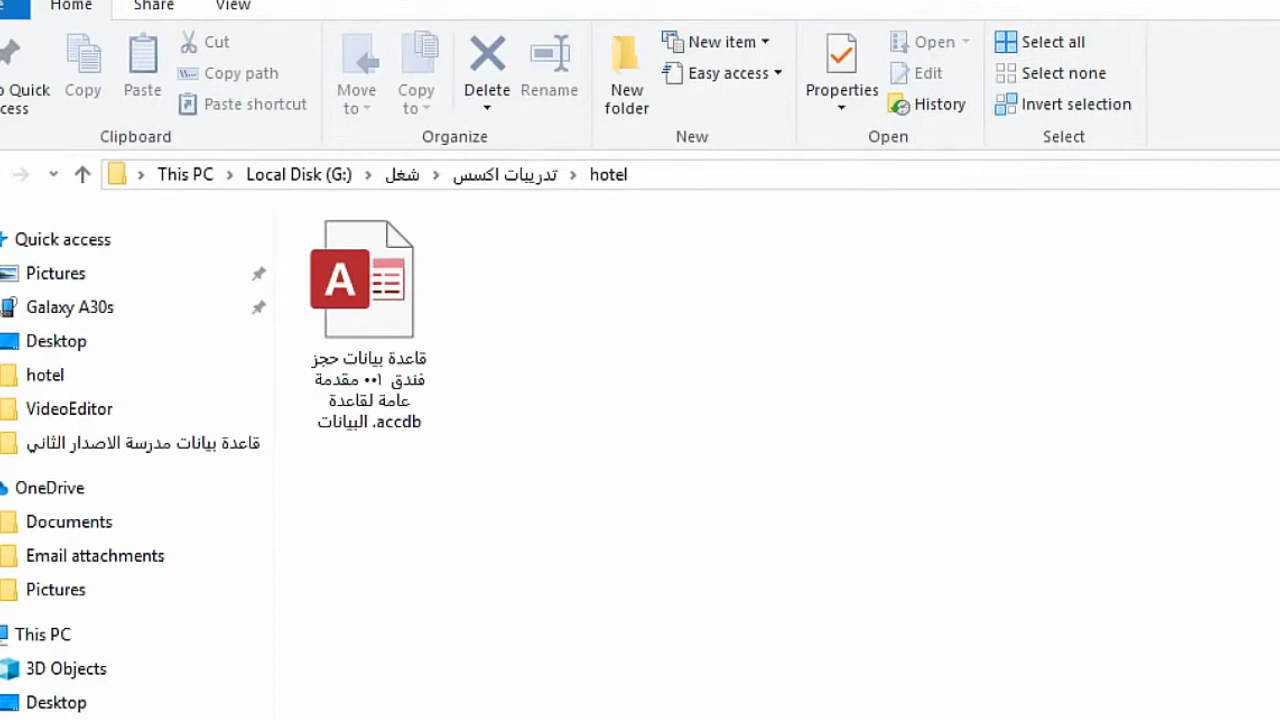 Home Share View
Cut
New item
Open
Select all
Copy path
Easy access
Edit
Select none
Quick Copy Paste Move Copy Delete Rename New Properties
to to folder
Paste shortcut
History
Invert selection
Clipboard Organize New Open Select
This PC › Local Disk (G:) › شغل › تدريبات اكسس › hotel
Quick access
Pictures
Galaxy A30s
Desktop
hotel
VideoEditor
قاعدة بيانات مدرسة الاصدار الثاني
OneDrive
Documents
Email attachments
Pictures
This PC
3D Objects
Desktop
A
قاعدة بيانات حجز
فندق ٠٠١ مقدمة
عامة لقاعدة
البيانات .accdb